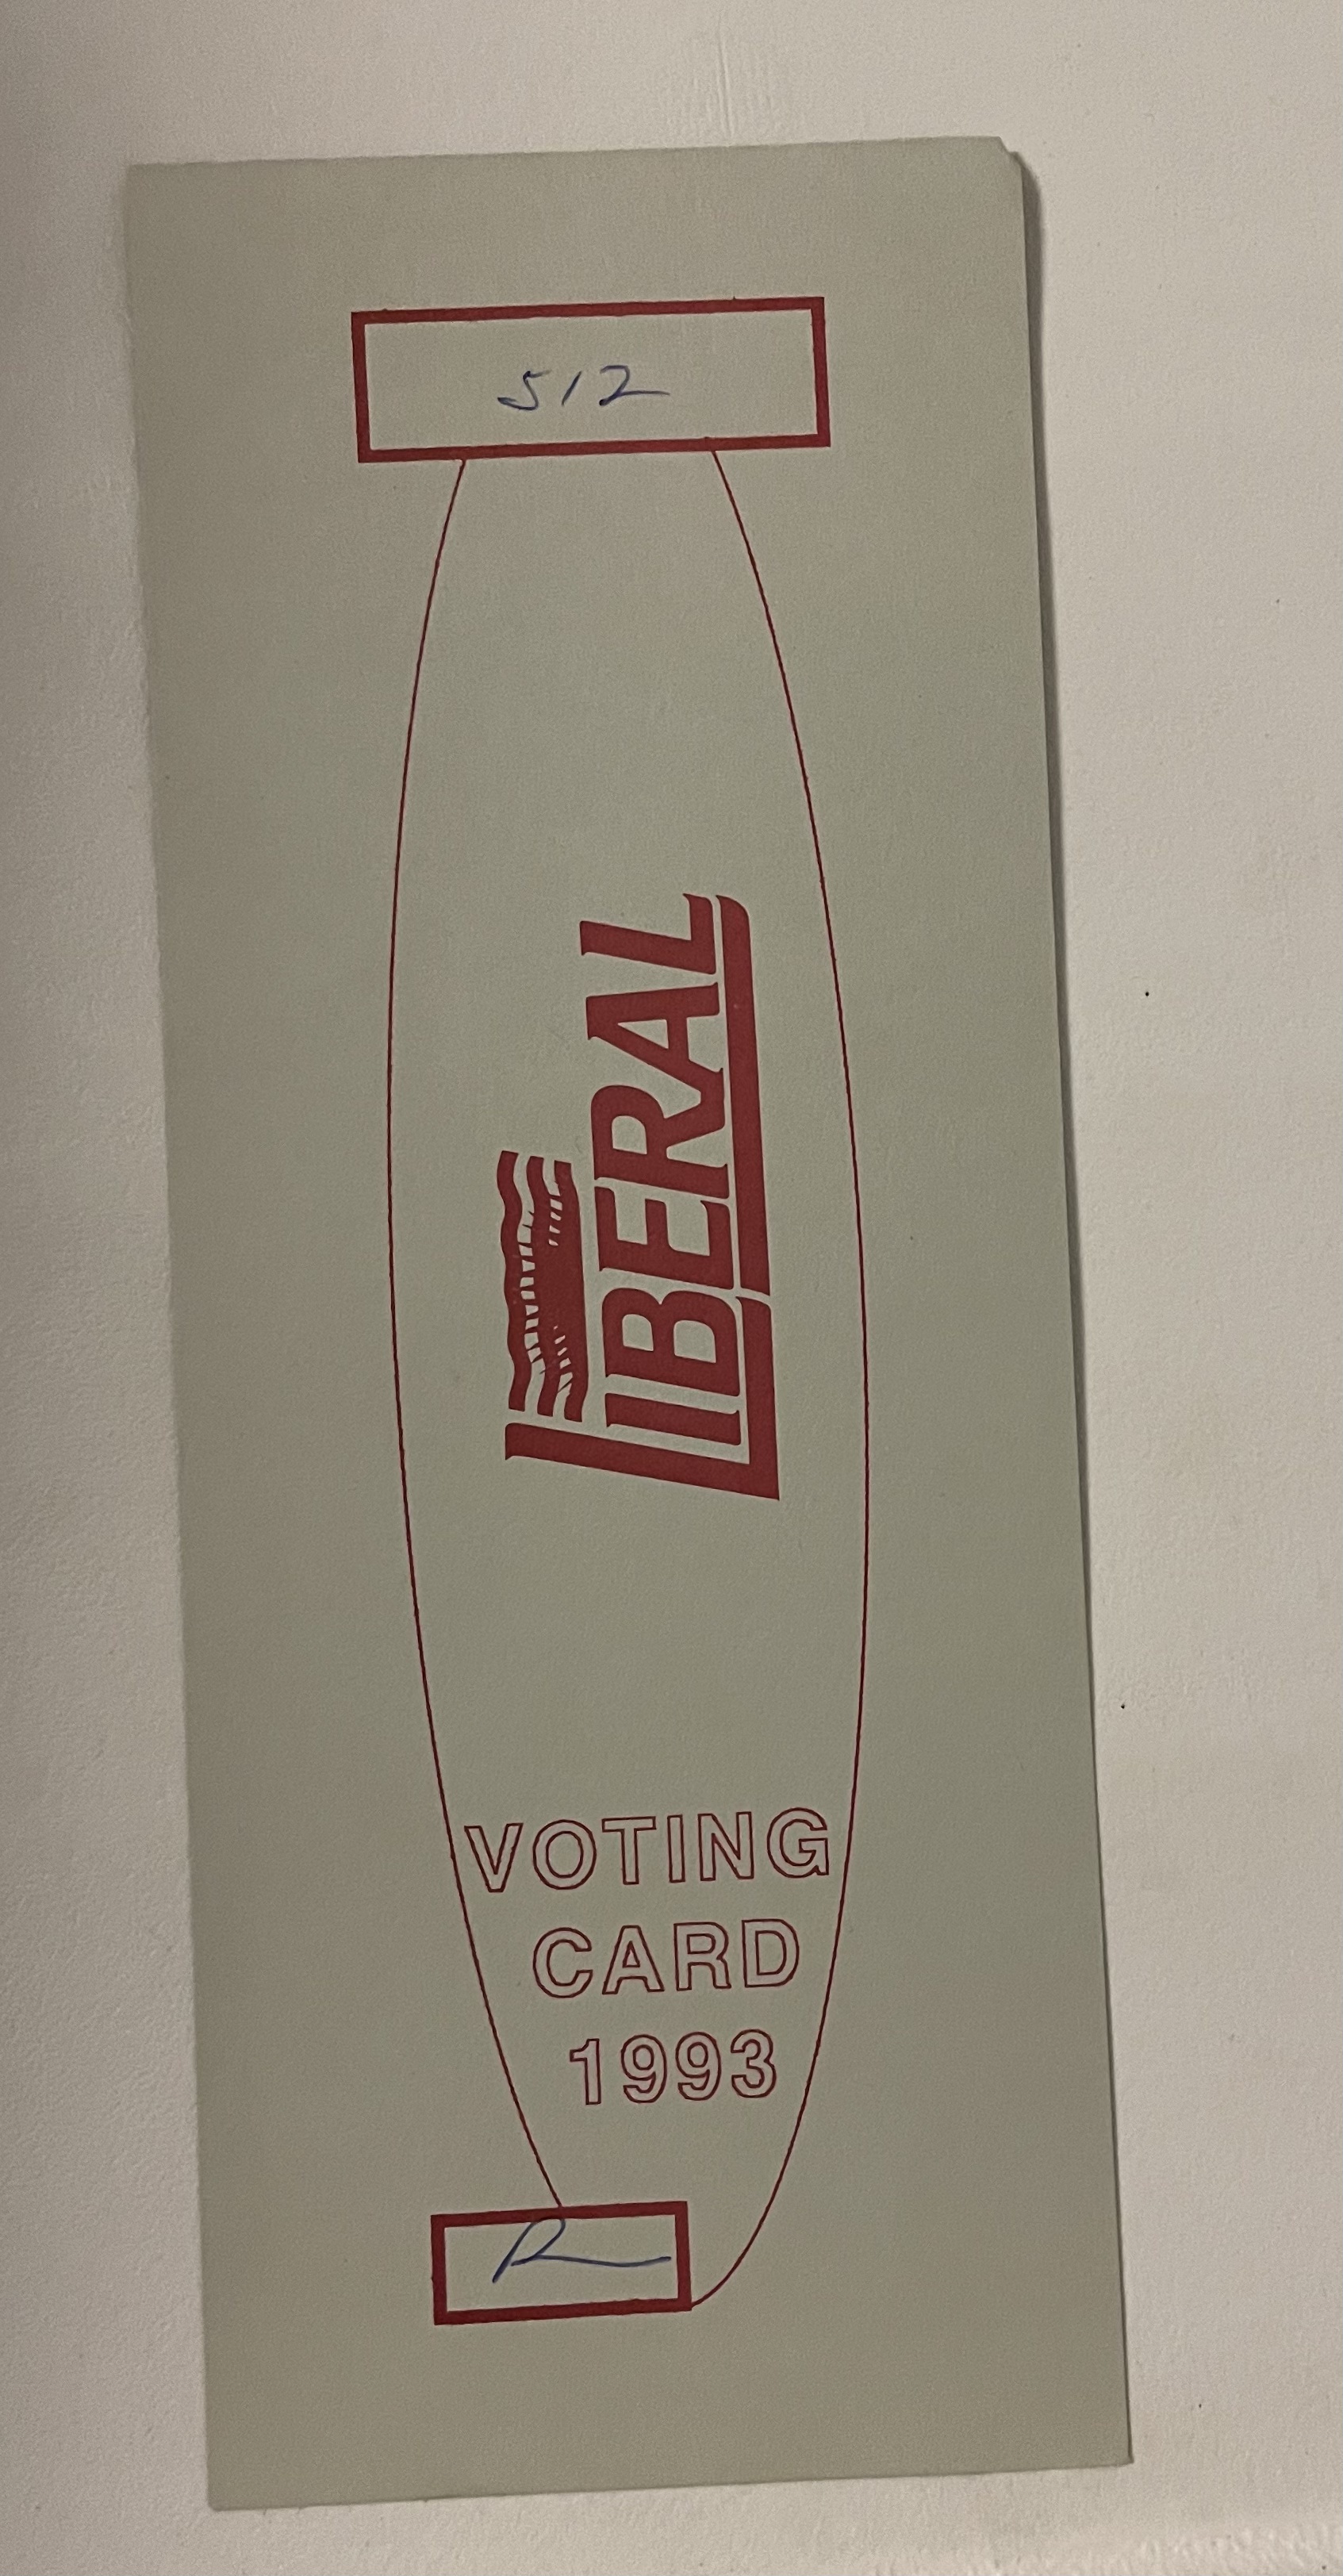 512
LIBERAL
VOTING
CARD
1993